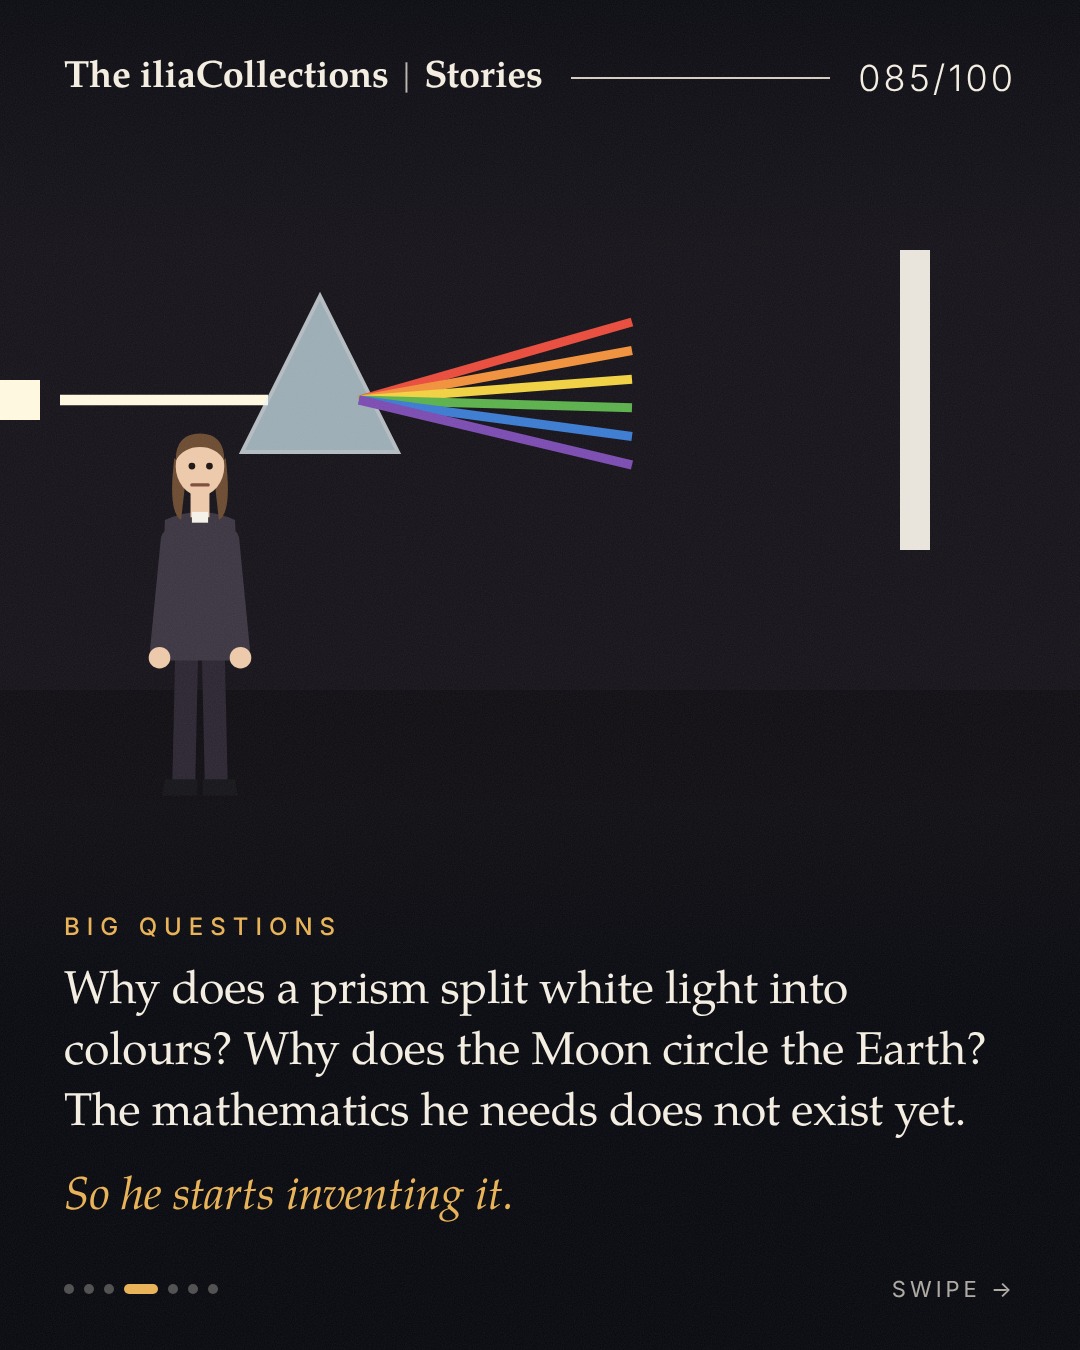 The iliaCollections | Stories 085/100
BIG QUESTIONS
Why does a prism split white light into
colours? Why does the Moon circle the Earth?
The mathematics he needs does not exist yet.
So he starts inventing it.
SWIPE →